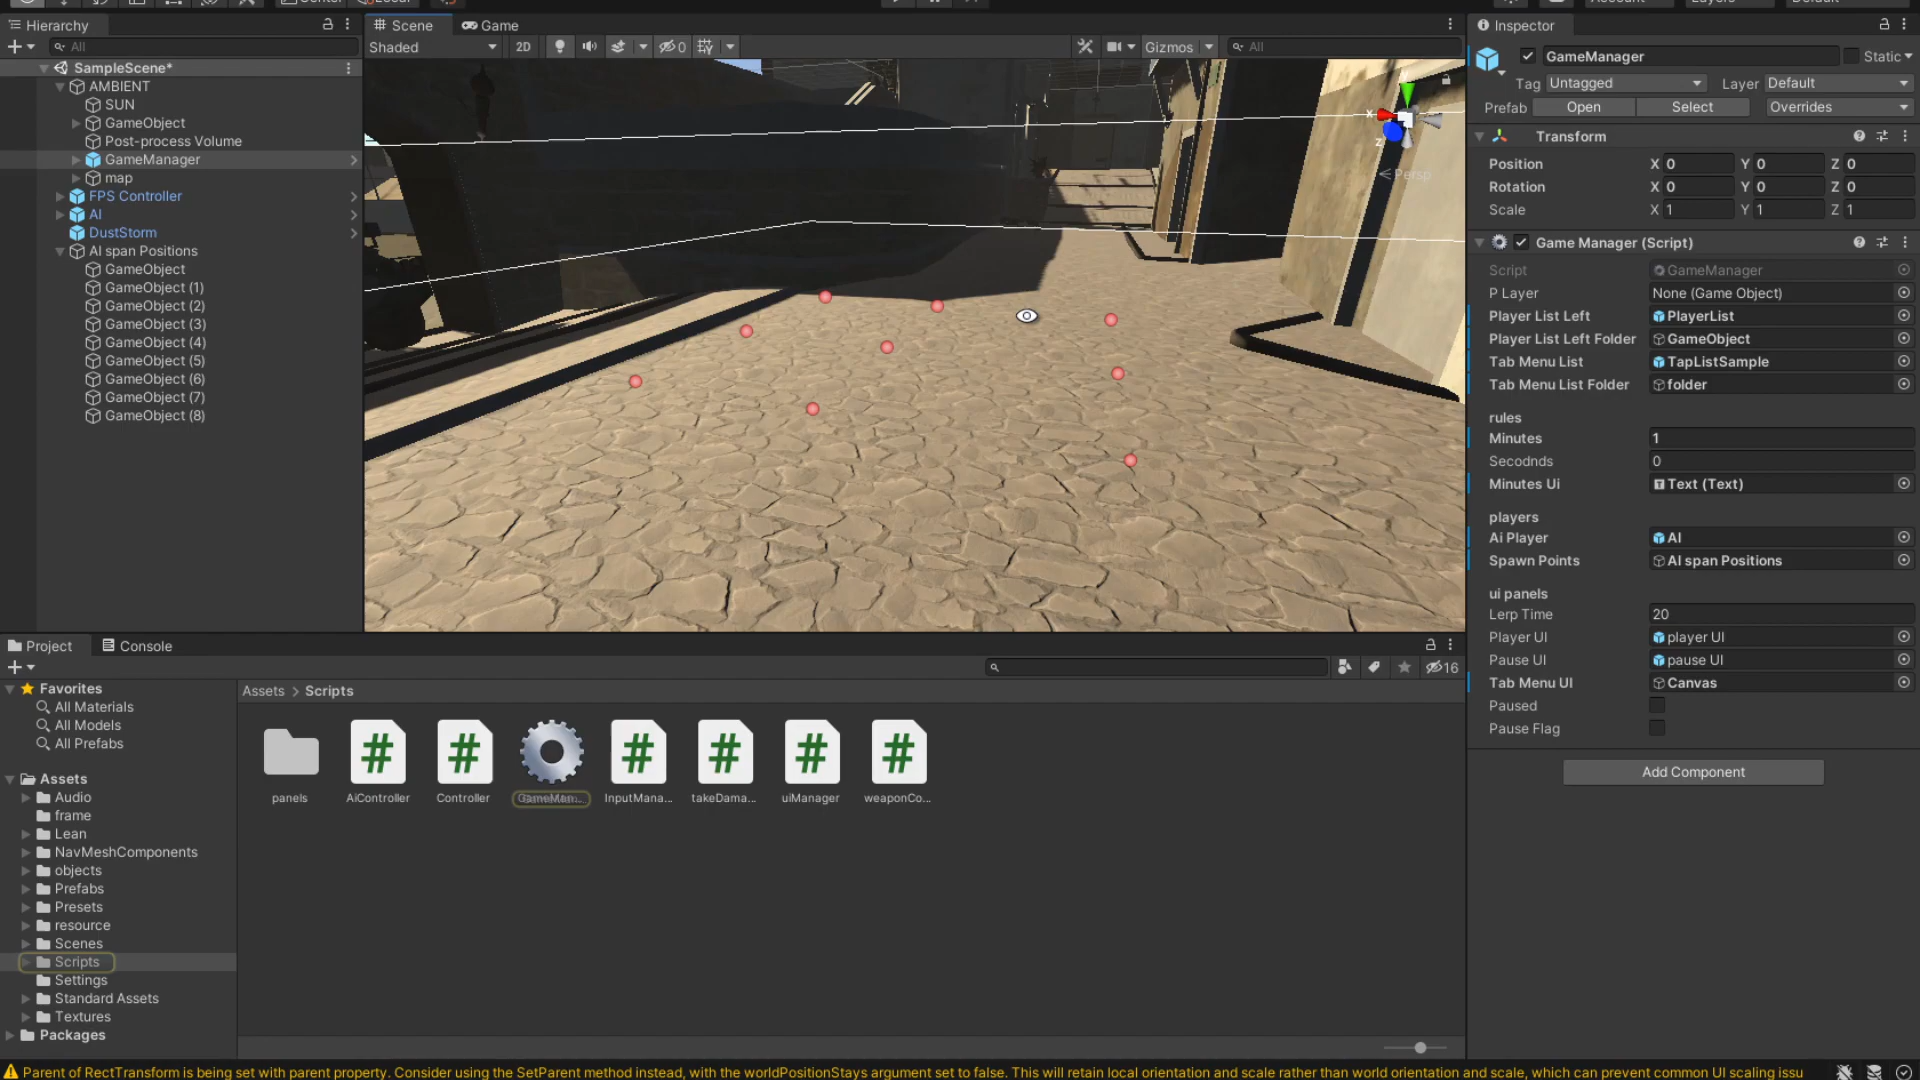 Hierarchy
All
SampleScene*
AMBIENT
SUN
GameObject
Post-process Volume
GameManager
map
FPS Controller
AI
DustStorm
AI span Positions
GameObject
GameObject (1)
GameObject (2)
GameObject (3)
GameObject (4)
GameObject (5)
GameObject (6)
GameObject (7)
GameObject (8)
Scene
Game
Shaded
2D
0
Gizmos
All
x
z
Persp
Inspector
GameManager
Static
Tag Untagged
Layer Default
Prefab Open Select Overrides
Transform
Position X 0 Y 0 Z 0
Rotation X 0 Y 0 Z 0
Scale X 1 Y 1 Z 1
Game Manager (Script)
Script GameManager
P Layer None (Game Object)
Player List Left PlayerList
Player List Left Folder GameObject
Tab Menu List TapListSample
Tab Menu List Folder folder
rules
Minutes 1
Secodnds 0
Minutes Ui Text (Text)
players
Ai Player AI
Spawn Points AI span Positions
ui panels
Lerp Time 20
Player UI player UI
Pause UI pause UI
Tab Menu UI Canvas
Paused
Pause Flag
Add Component
Project
Console
16
Favorites
All Materials
All Models
All Prefabs
Assets
Audio
frame
Lean
NavMeshComponents
objects
Prefabs
Presets
resource
Scenes
Scripts
Settings
Standard Assets
Textures
Packages
Assets > Scripts
panels
AiController
Controller
GameMan...
InputMana...
takeDama...
uiManager
weaponCo...
Parent of RectTransform is being set with parent property. Consider using the SetParent method instead, with the worldPositionStays argument set to false. This will retain local orientation and scale rather than world orientation and scale, which can prevent common UI scaling issu